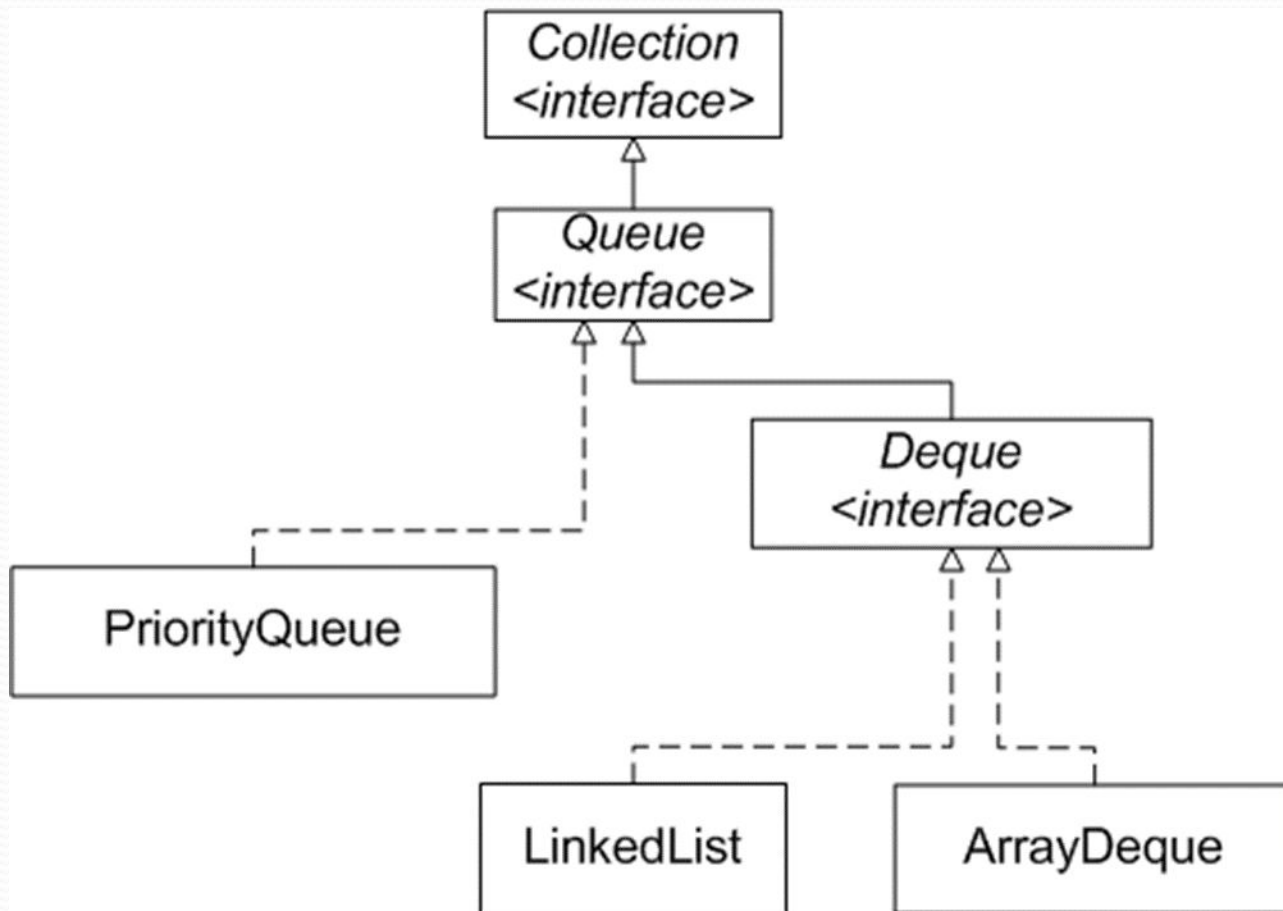 Collection
<interface>
Queue
<interface>
Deque
<interface>
PriorityQueue
LinkedList
ArrayDeque